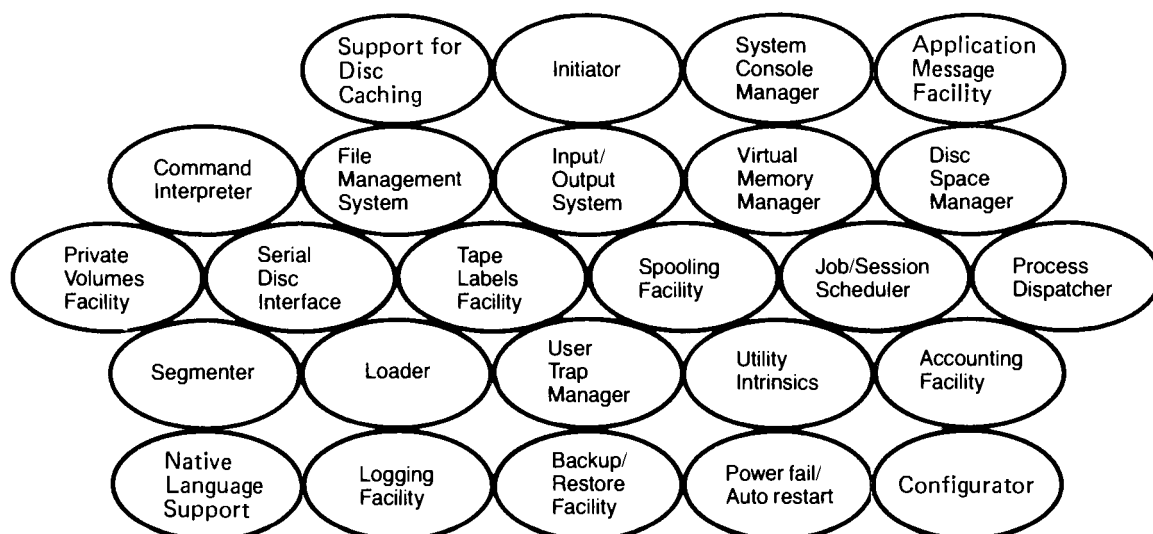 Support for
Disc
Caching
Initiator
System
Console
Manager
Application
Message
Facility
Command
Interpreter
File
Management
System
Input/
Output
System
Virtual
Memory
Manager
Disc
Space
Manager
Private
Volumes
Facility
Serial
Disc
Interface
Tape
Labels
Facility
Spooling
Facility
Job/Session
Scheduler
Process
Dispatcher
Segmenter
Loader
User
Trap
Manager
Utility
Intrinsics
Accounting
Facility
Native
Language
Support
Logging
Facility
Backup/
Restore
Facility
Power fail/
Auto restart
Configurator